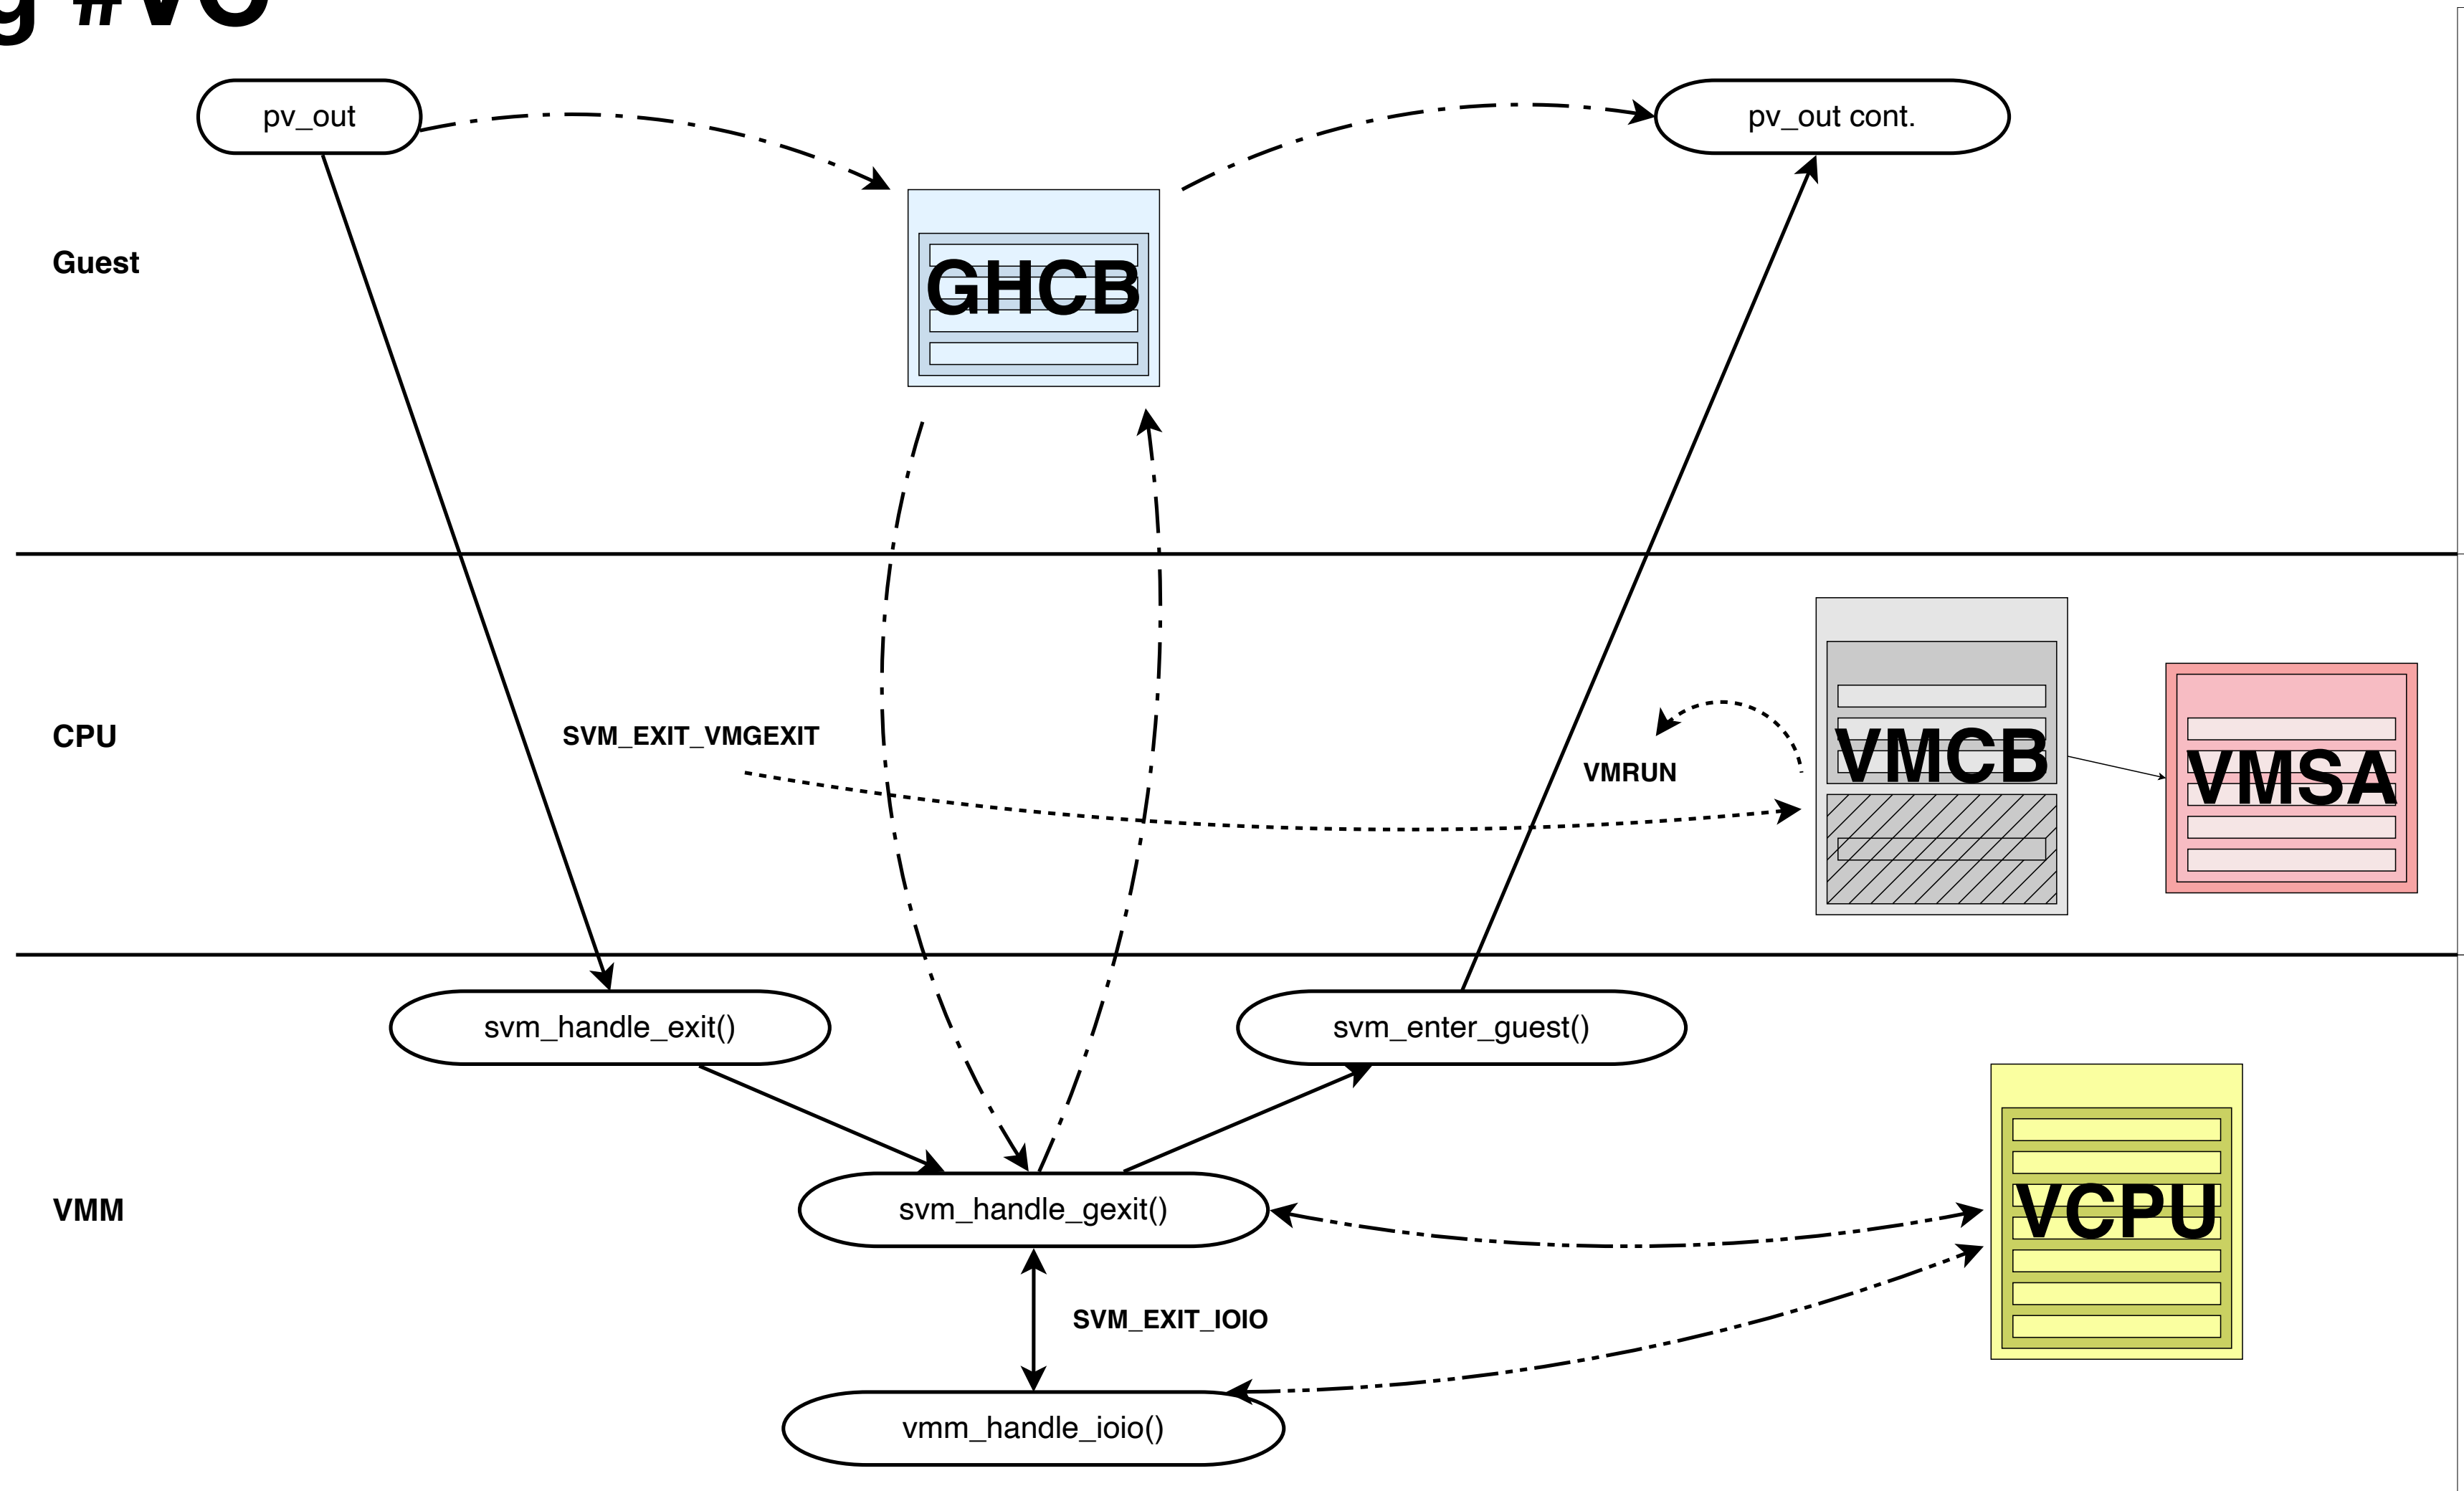 pv_out
pv_out cont.
Guest
GHCB
CPU
SVM_EXIT_VMGEXIT
VMRUN
VMCB
VMSA
svm_handle_exit()
svm_enter_guest()
VMM
svm_handle_gexit()
VCPU
SVM_EXIT_IOIO
vmm_handle_ioio()